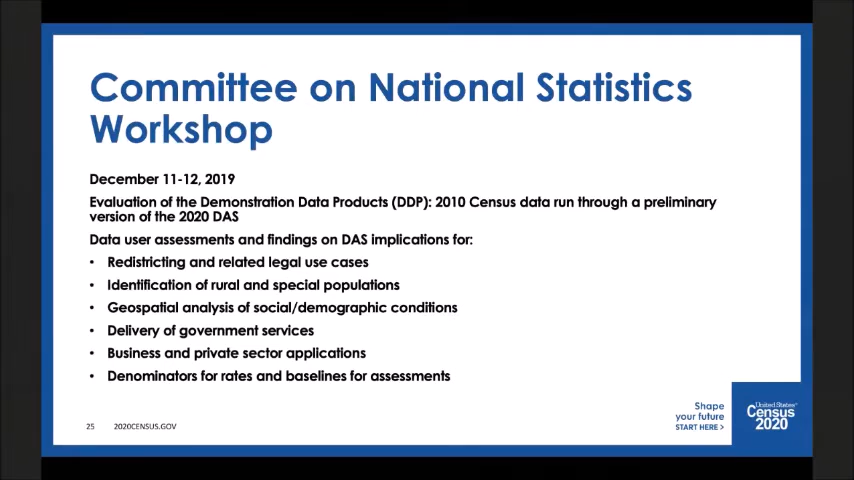 Committee on National Statistics
Workshop
December 11-12, 2019
Evaluation of the Demonstration Data Products (DDP): 2010 Census data run through a preliminary
version of the 2020 DAS
Data user assessments and findings on DAS implications for:
• Redistricting and related legal use cases
• Identification of rural and special populations
• Geospatial analysis of social/demographic conditions
• Delivery of government services
• Business and private sector applications
• Denominators for rates and baselines for assessments
25 2020CENSUS.GOV
Shape
your future
START HERE >
United States®
Census
2020